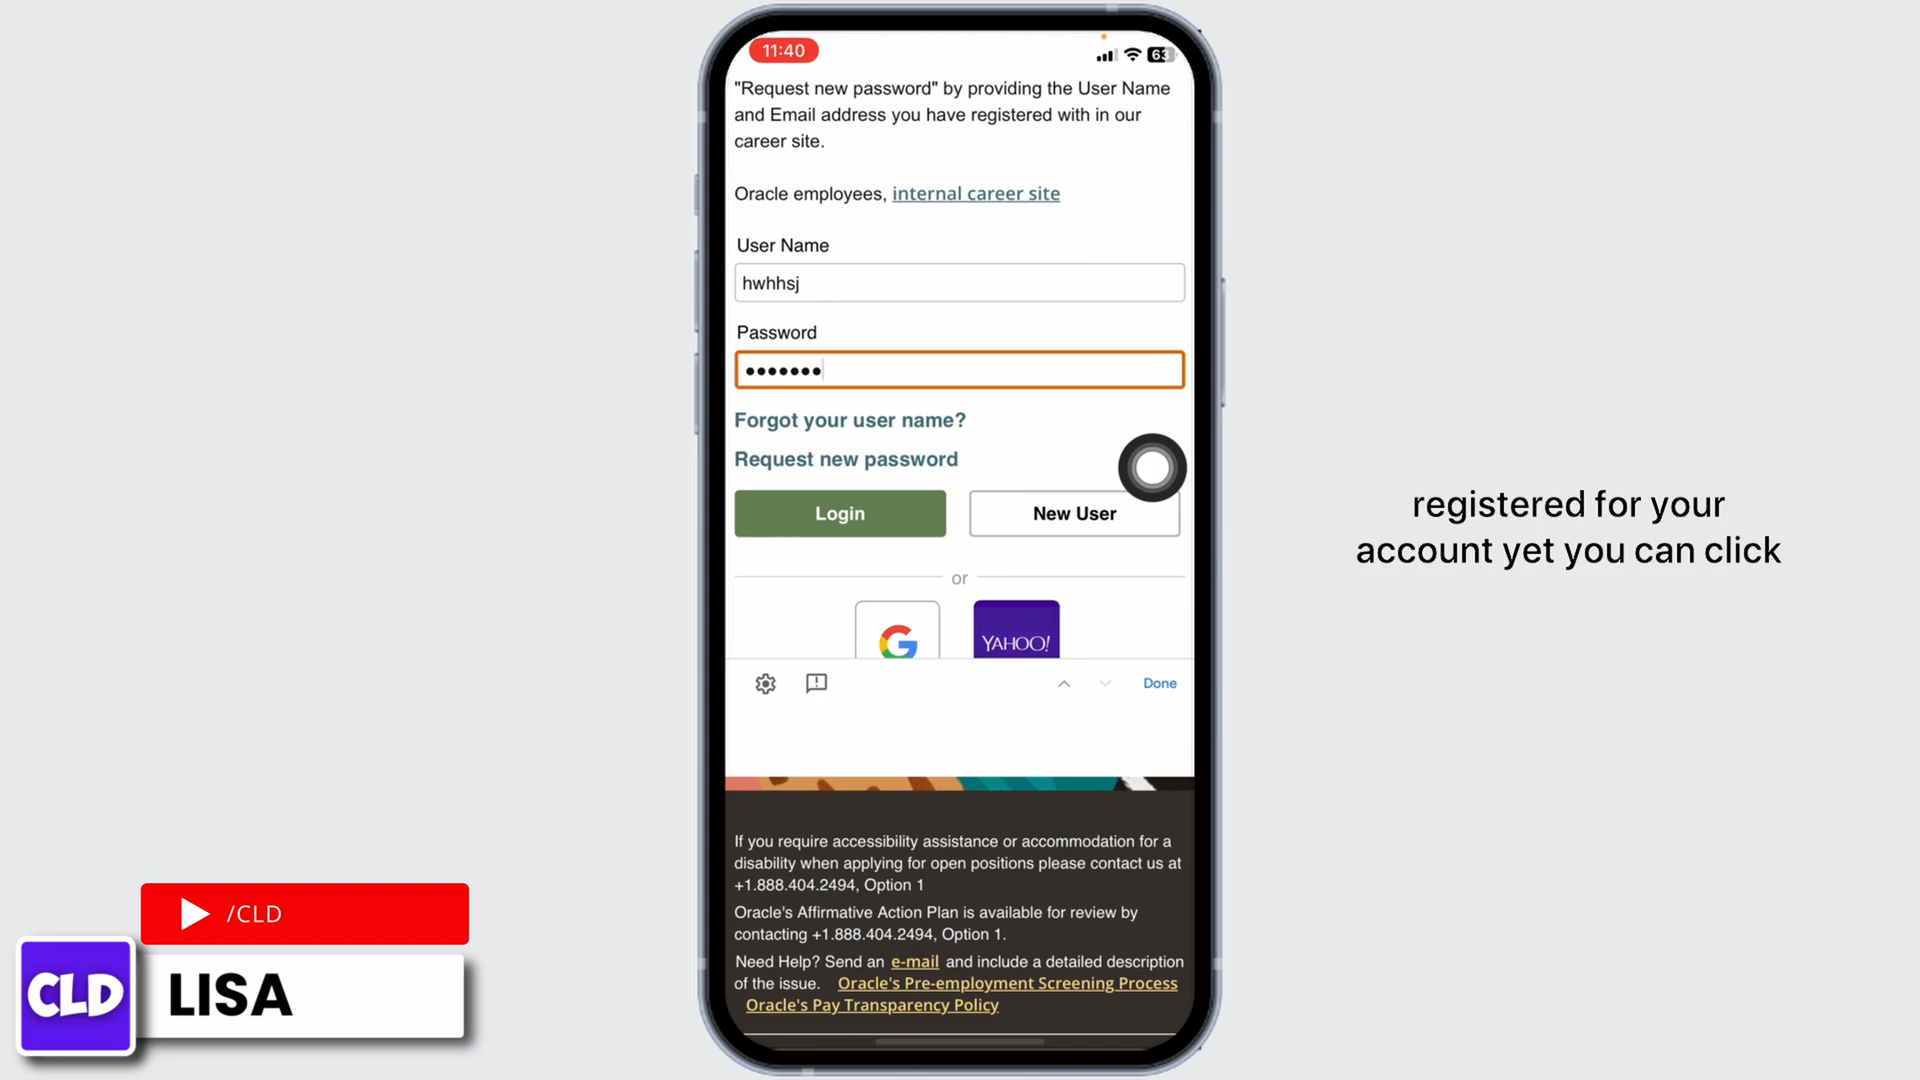 11:40
63
"Request new password" by providing the User Name
and Email address you have registered with in our
career site.
Oracle employees, internal career site
User Name
hwhhsj
Password
•••••••
Forgot your user name?
Request new password
Login
New User
or
G
YAHOO!
Done
If you require accessibility assistance or accommodation for a
disability when applying for open positions please contact us at
+1.888.404.2494, Option 1
Oracle's Affirmative Action Plan is available for review by
contacting +1.888.404.2494, Option 1.
Need Help? Send an e-mail and include a detailed description
of the issue. Oracle's Pre-employment Screening Process
Oracle's Pay Transparency Policy
registered for your
account yet you can click
/CLD
CLD
LISA